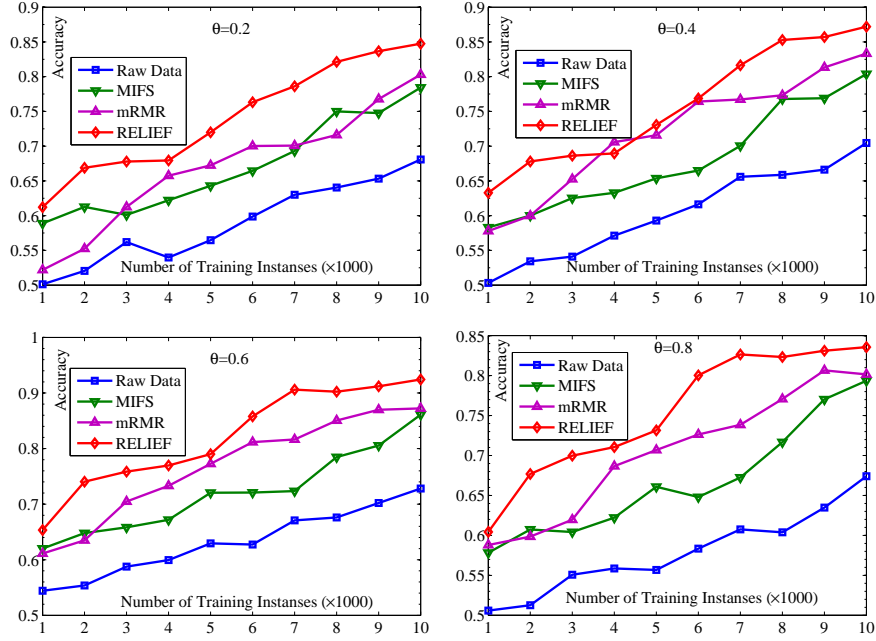 θ=0.2
Accuracy
Raw Data
MIFS
mRMR
RELIEF
0.9
0.85
0.8
0.75
0.7
0.65
0.6
0.55
0.5
Number of Training Instanses (×1000)
1 2 3 4 5 6 7 8 9 10
θ=0.4
Accuracy
Raw Data
MIFS
mRMR
RELIEF
0.9
0.85
0.8
0.75
0.7
0.65
0.6
0.55
0.5
Number of Training Instanses (×1000)
1 2 3 4 5 6 7 8 9 10
θ=0.6
Accuracy
Raw Data
MIFS
mRMR
RELIEF
1
0.9
0.8
0.7
0.6
0.5
Number of Training Instanses (×1000)
1 2 3 4 5 6 7 8 9 10
θ=0.8
Accuracy
Raw Data
MIFS
mRMR
RELIEF
0.85
0.8
0.75
0.7
0.65
0.6
0.55
0.5
Number of Training Instanses (×1000)
1 2 3 4 5 6 7 8 9 10